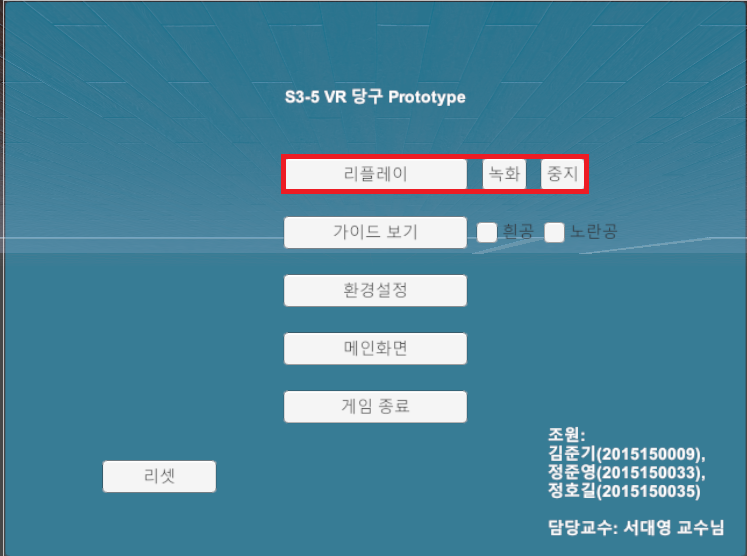 S3-5 VR 당구 Prototype
리플레이 녹화 중지
가이드 보기 흰공 노란공
환경설정
메인화면
게임 종료
리셋
조원:
김준기(2015150009),
정준영(2015150033),
정호길(2015150035)
담당교수: 서대영 교수님